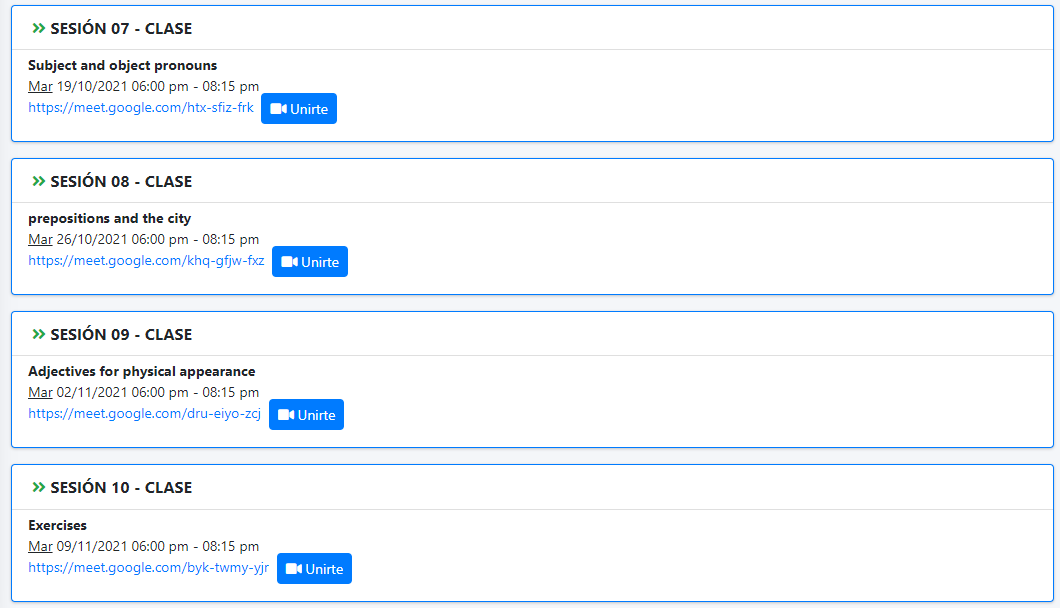 SESIÓN 07 - CLASE
Subject and object pronouns
Mar 19/10/2021 06:00 pm - 08:15 pm
https://meet.google.com/htx-sfiz-frk Unirte
SESIÓN 08 - CLASE
prepositions and the city
Mar 26/10/2021 06:00 pm - 08:15 pm
https://meet.google.com/khq-gfjw-fxz Unirte
SESIÓN 09 - CLASE
Adjectives for physical appearance
Mar 02/11/2021 06:00 pm - 08:15 pm
https://meet.google.com/dru-eiyo-zcj Unirte
SESIÓN 10 - CLASE
Exercises
Mar 09/11/2021 06:00 pm - 08:15 pm
https://meet.google.com/byk-twmy-yjr Unirte